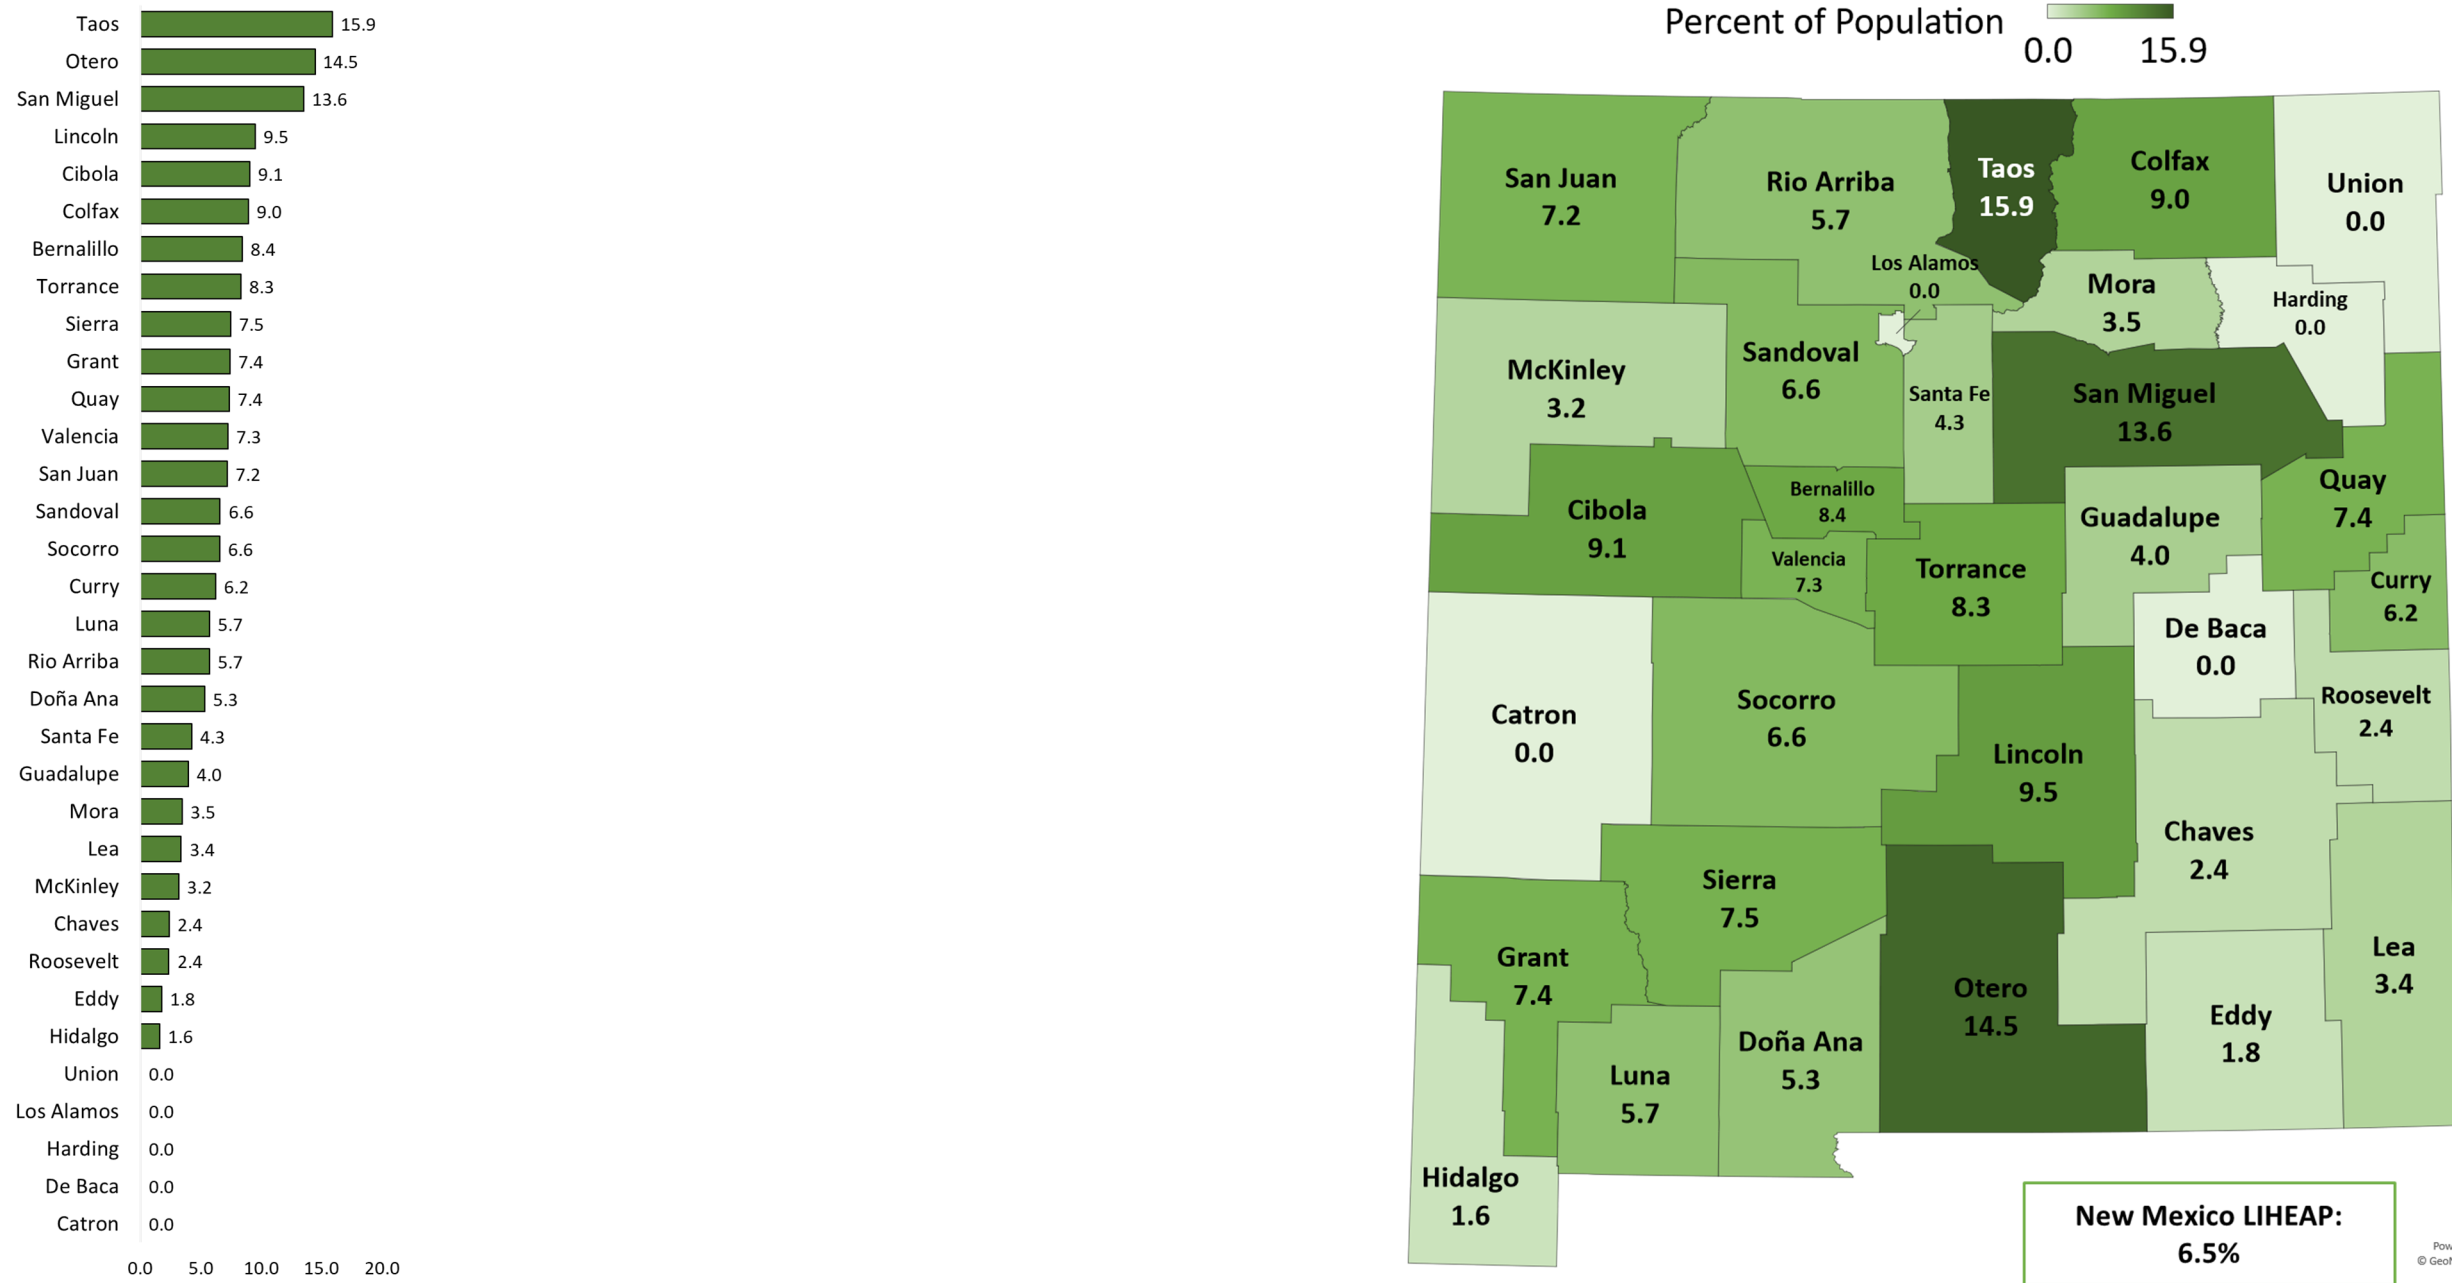 Taos 15.9
Otero 14.5
San Miguel 13.6
Lincoln 9.5
Cibola 9.1
Colfax 9.0
Bernalillo 8.4
Torrance 8.3
Sierra 7.5
Grant 7.4
Quay 7.4
Valencia 7.3
San Juan 7.2
Sandoval 6.6
Socorro 6.6
Curry 6.2
Luna 5.7
Rio Arriba 5.7
Doña Ana 5.3
Santa Fe 4.3
Guadalupe 4.0
Mora 3.5
Lea 3.4
McKinley 3.2
Chaves 2.4
Roosevelt 2.4
Eddy 1.8
Hidalgo 1.6
Union 0.0
Los Alamos 0.0
Harding 0.0
De Baca 0.0
Catron 0.0
0.0 5.0 10.0 15.0 20.0
Percent of Population
0.0 15.9
San Juan
7.2
Rio Arriba
5.7
Taos
15.9
Colfax
9.0
Union
0.0
Los Alamos
0.0
Mora
3.5
Harding
0.0
McKinley
3.2
Sandoval
6.6
Santa Fe
4.3
San Miguel
13.6
Quay
7.4
Cibola
9.1
Bernalillo
8.4
Valencia
7.3
Torrance
8.3
Guadalupe
4.0
Curry
6.2
De Baca
0.0
Roosevelt
2.4
Catron
0.0
Socorro
6.6
Lincoln
9.5
Chaves
2.4
Sierra
7.5
Grant
7.4
Otero
14.5
Lea
3.4
Eddy
1.8
Doña Ana
5.3
Luna
5.7
Hidalgo
1.6
New Mexico LIHEAP:
6.5%